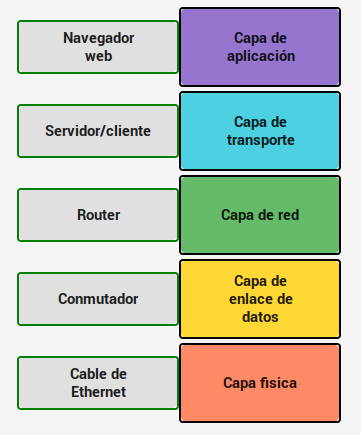 Navegador
web
Capa de
aplicación
Servidor/cliente
Capa de
transporte
Router
Capa de red
Conmutador
Capa de
enlace de
datos
Cable de
Ethernet
Capa fisica